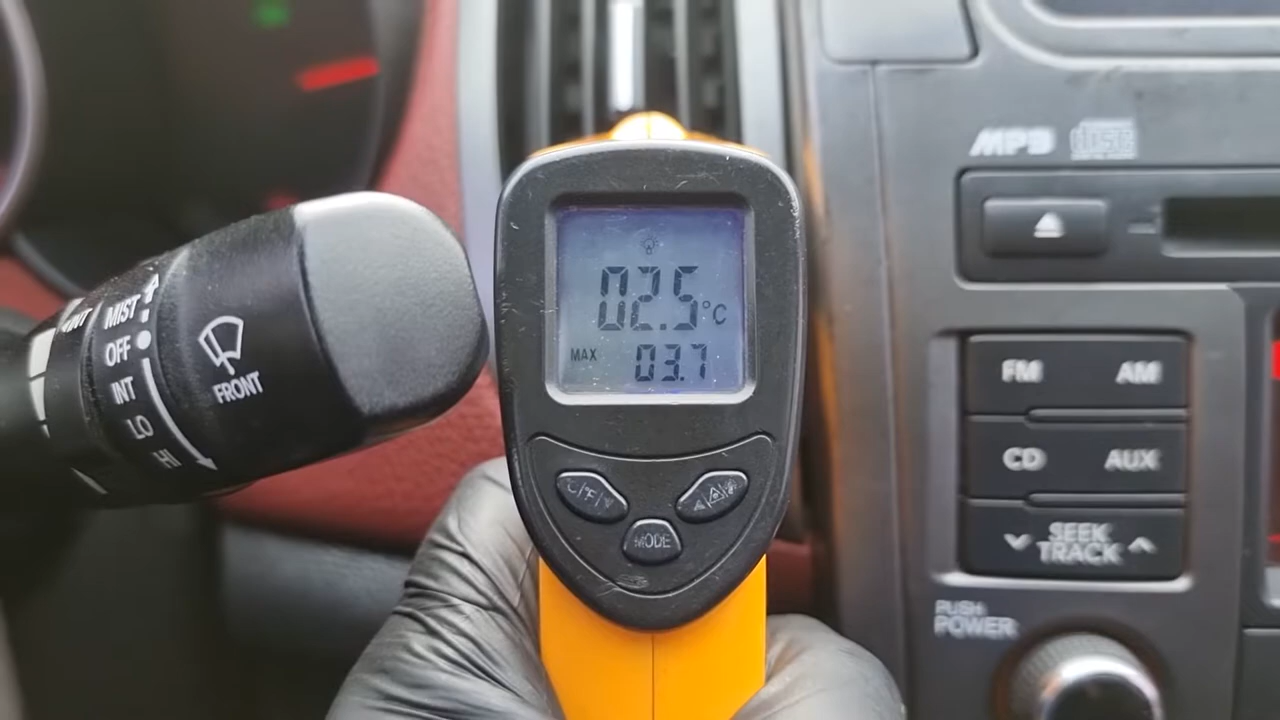 MIST
OFF
INT
LO
HI
FRONT
02.5°C
MAX 03.7
°C/°F/
MODE
MP3
disc
FM AM
CD AUX
SEEK
TRACK
PUSH
POWER